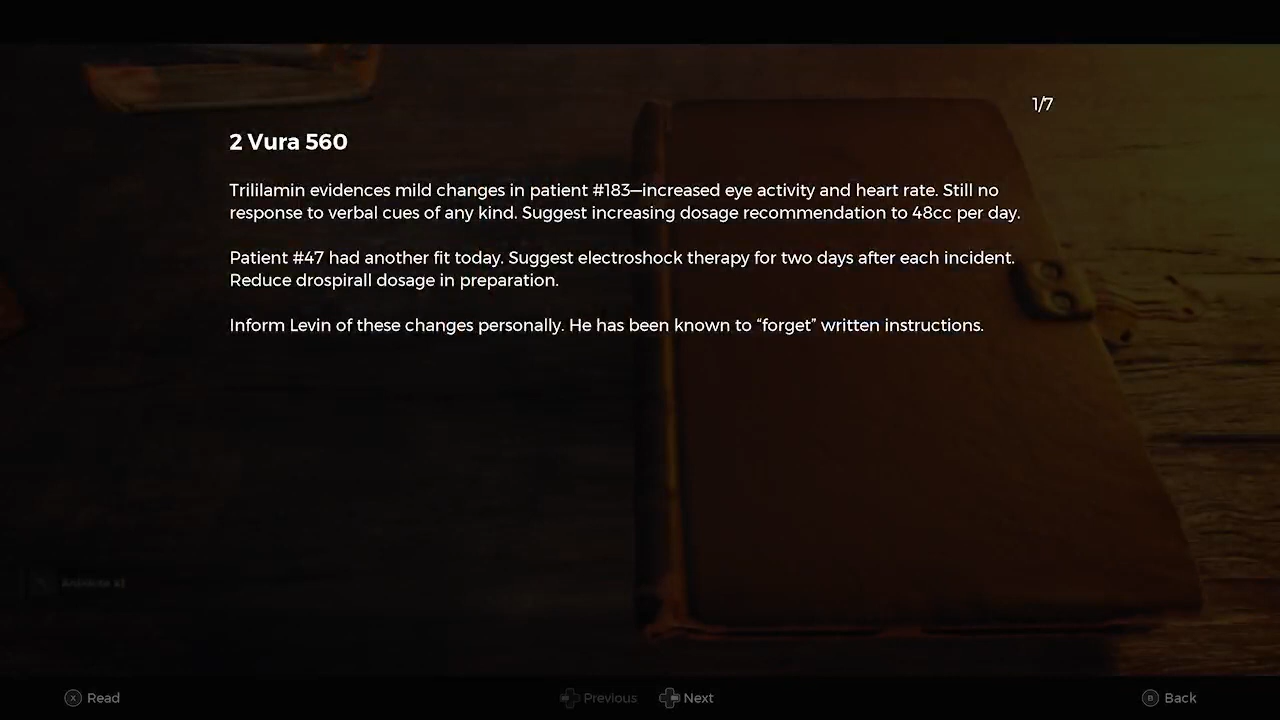 1/7
2 Vura 560
Trililamin evidences mild changes in patient #183—increased eye activity and heart rate. Still no
response to verbal cues of any kind. Suggest increasing dosage recommendation to 48cc per day.
Patient #47 had another fit today. Suggest electroshock therapy for two days after each incident.
Reduce drospirall dosage in preparation.
Inform Levin of these changes personally. He has been known to “forget” written instructions.
X Read
Previous
Next
B Back